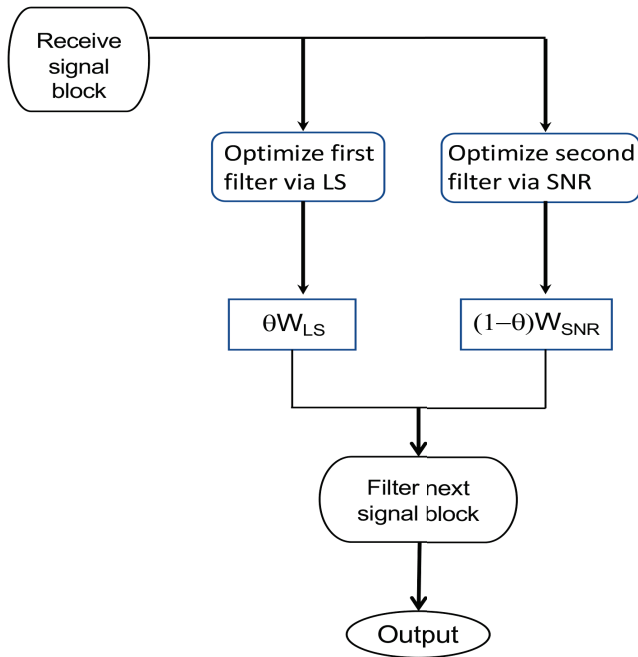 Receive
signal
block
Optimize first
filter via LS
Optimize second
filter via SNR
θW_LS
(1–θ)W_SNR
Filter next
signal block
Output